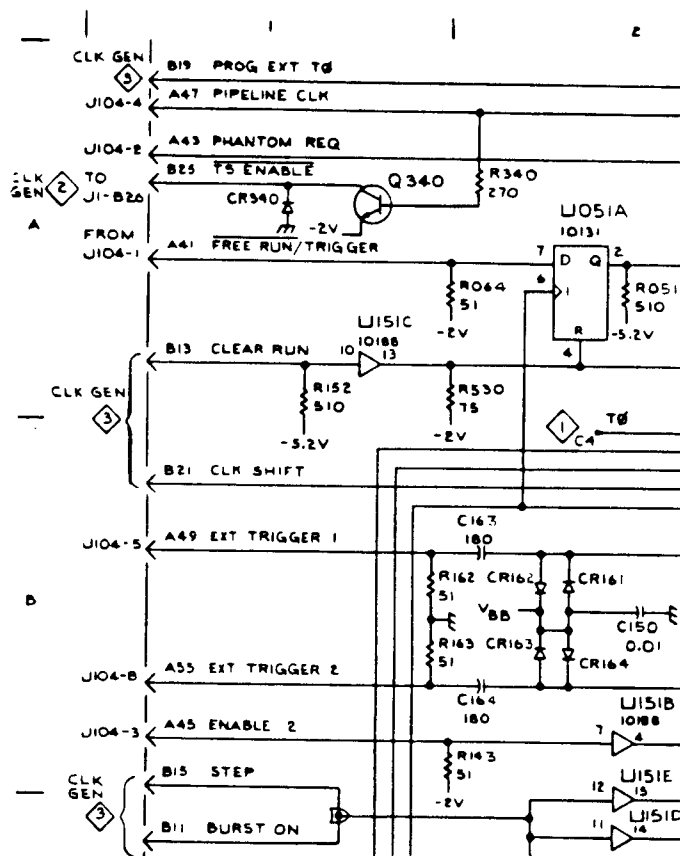 1 2
CLK GEN
3
B19 PROG EXT TØ
J104-4 A47 PIPELINE CLK
J104-2 A43 PHANTOM REQ
CLK GEN 2 TO J1-B26
B25 TS ENABLE
Q340
R340
270
CR340
-2V
A
FROM
J104-1 A41 FREE RUN/TRIGGER
U051A
10131
7 D Q 2
6
1
R
4
R064
51
-2V
R051
510
-5.2V
U151C
10188
10 13
B13 CLEAR RUN
CLK GEN
3
R152
510
-5.2V
R530
75
-2V
1
C4 TØ
B21 CLK SHIFT
C163
180
J104-5 A49 EXT TRIGGER 1
B
R162
51
CR162
CR161
VBB
R163
51
CR163
CR164
C150
0.01
J104-8 A55 EXT TRIGGER 2
C164
180
U151B
10188
7 4
J104-3 A45 ENABLE 2
R143
51
-2V
CLK
GEN
3
B15 STEP
U151E
12 15
U151D
11 14
B11 BURST ON